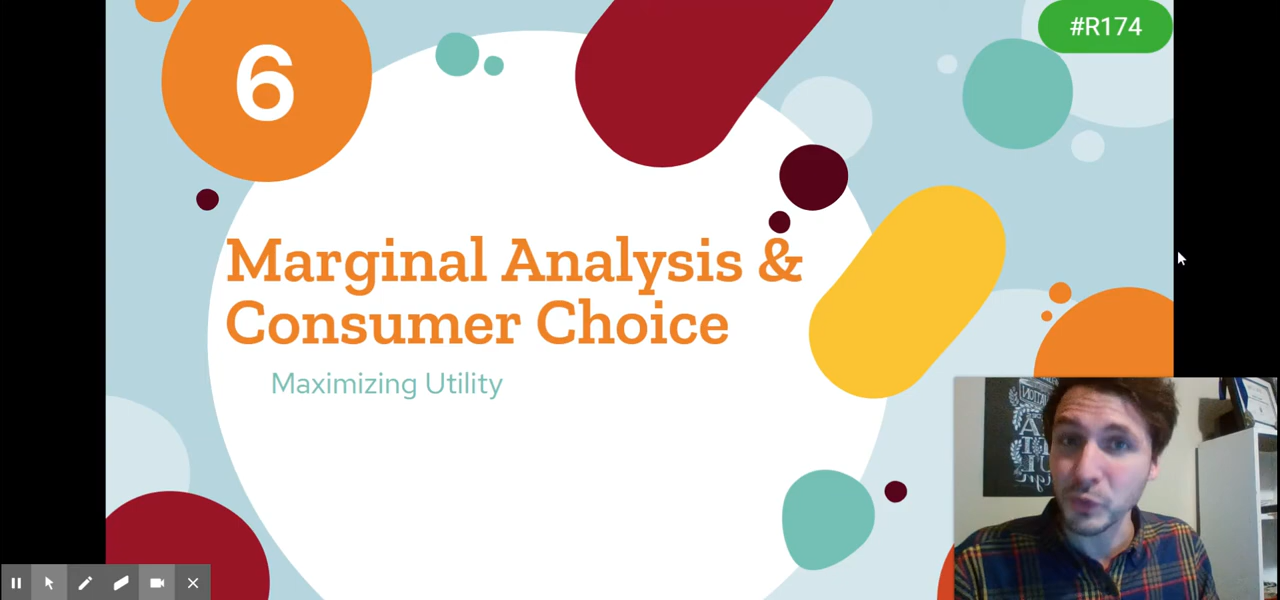 6
#R174
Marginal Analysis &
Consumer Choice
Maximizing Utility